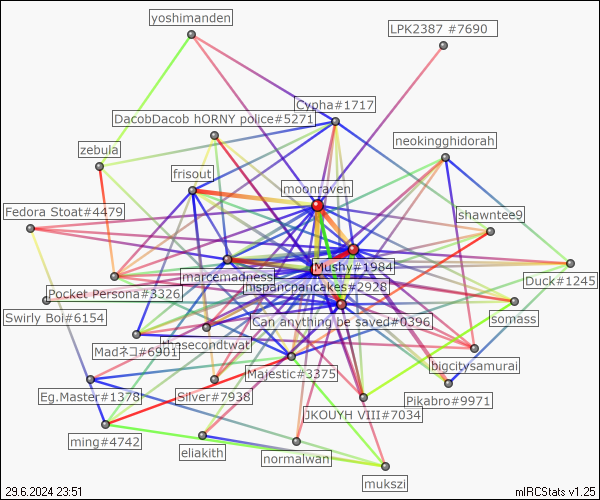 yoshimanden
LPK2387 #7690
Cypha#1717
DacobDacob hORNY police#5271
neokingghidorah
zebula
frisout
moonraven
Fedora Stoat#4479
shawntee9
Mushy#1984
marcemadness
Duck#1245
hispancpancakes#2928
Pocket Persona#3326
Swirly Boi#6154
Can anything be saved#0396
somass
Madネコ#6901
bigcitysamurai
Majestic#3375
Eg.Master#1378
Silver#7938
Pikabro#9971
JKOUYH VIII#7034
ming#4742
eliakith
normalwan
mukszi
29.6.2024 23:51
mIRCStats v1.25